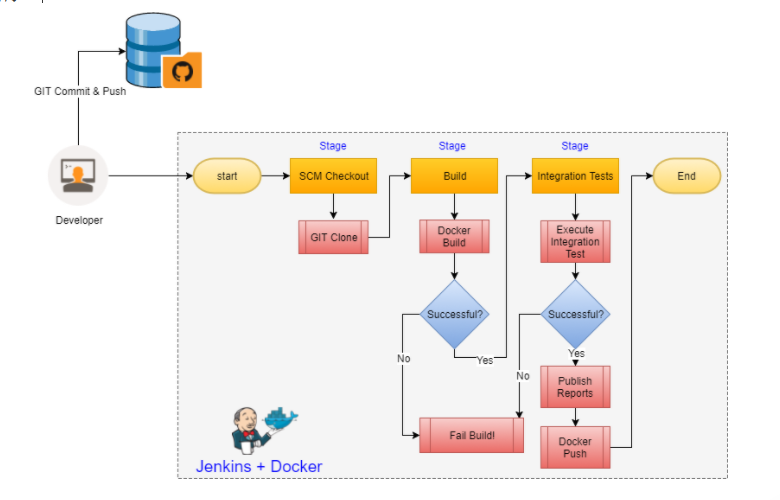 GIT Commit & Push
Developer
Stage
Stage
Stage
start
SCM Checkout
Build
Integration Tests
End
GIT Clone
Docker
Build
Execute
Integration
Test
Successful?
Successful?
No
Yes
Yes
No
Publish
Reports
Fail Build!
Docker
Push
Jenkins + Docker